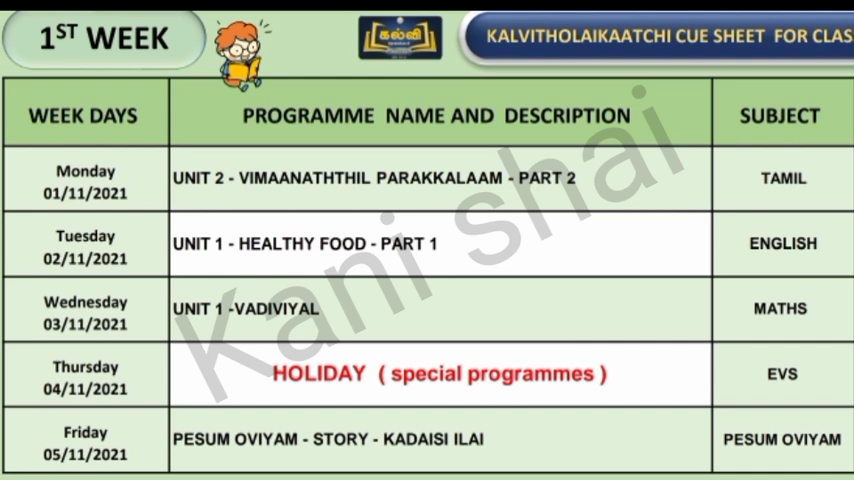 1ST WEEK
கல்வி
KALVITHOLAIKAATCHI CUE SHEET FOR CLAS
WEEK DAYS PROGRAMME NAME AND DESCRIPTION SUBJECT
Monday
01/11/2021
UNIT 2 - VIMAANATHTHIL PARAKKALAAM - PART 2
TAMIL
Tuesday
02/11/2021
UNIT 1 - HEALTHY FOOD - PART 1
ENGLISH
Wednesday
03/11/2021
UNIT 1 -VADIVIYAL
MATHS
Thursday
04/11/2021
HOLIDAY ( special programmes )
EVS
Friday
05/11/2021
PESUM OVIYAM - STORY - KADAISI ILAI
PESUM OVIYAM
Kani shai